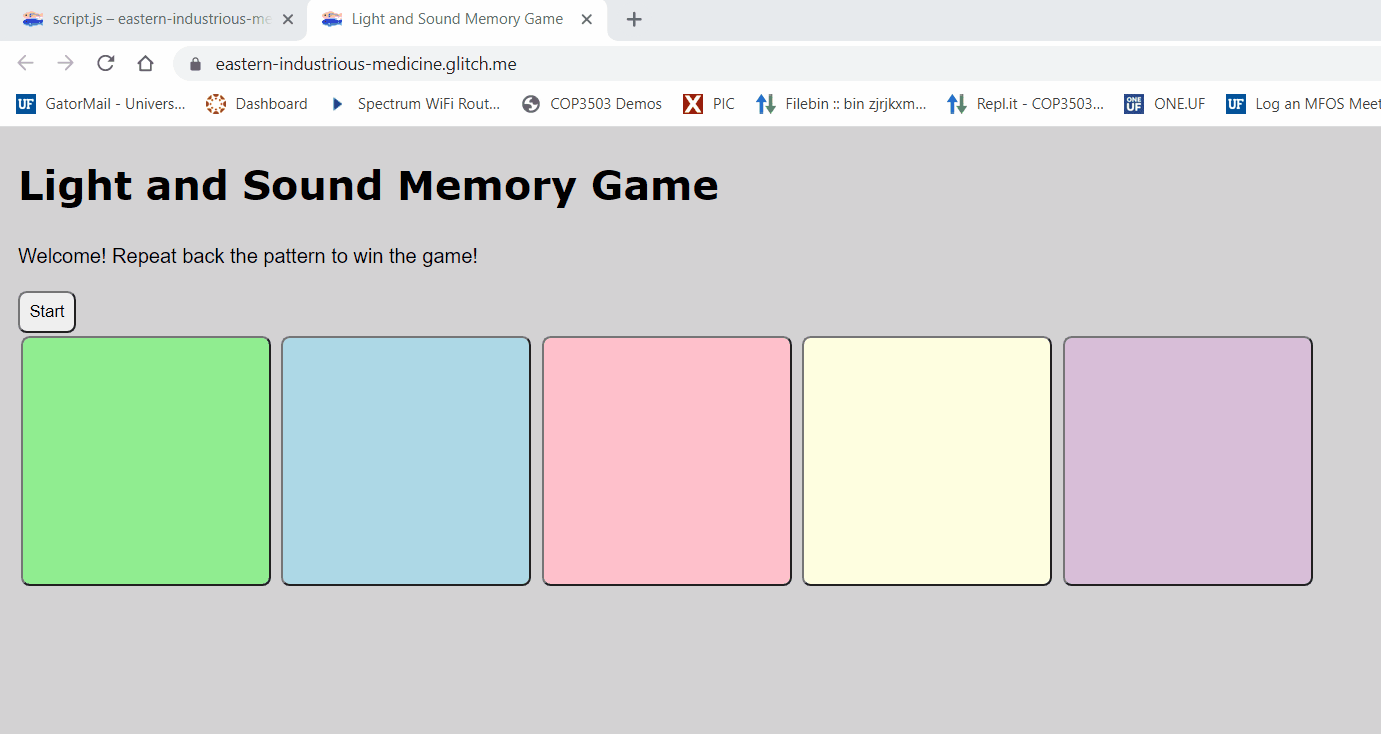 script.js – eastern-industrious-me Light and Sound Memory Game
eastern-industrious-medicine.glitch.me
UF GatorMail - Univers... Dashboard Spectrum WiFi Rout... COP3503 Demos X PIC Filebin :: bin zjrjkxm... Repl.it - COP3503... ONE UF ONE.UF UF Log an MFOS Meet
Light and Sound Memory Game
Welcome! Repeat back the pattern to win the game!
Start